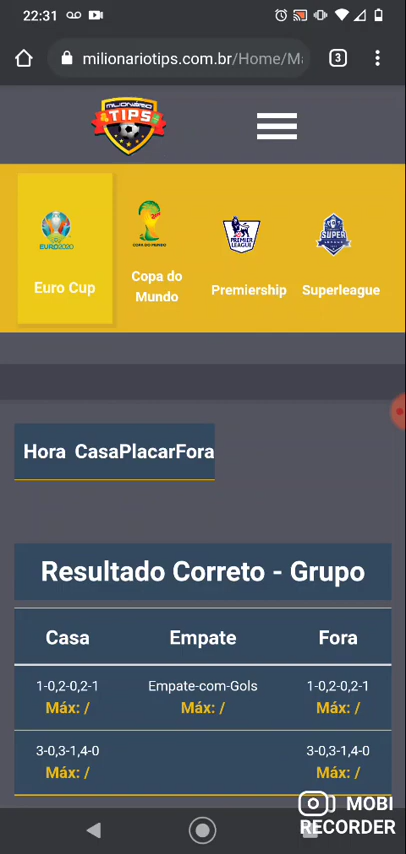 22:31
milionariotips.com.br/Home/Ma
3
MILIONÁRIO
TIPS
EURO2020
Euro Cup
COPA DO MUNDO
Copa do
Mundo
PREMIER
LEAGUE
Premiership
SUPER
Superleague
Hora CasaPlacarFora
Resultado Correto - Grupo
Casa Empate Fora
1-0,2-0,2-1 Empate-com-Gols 1-0,2-0,2-1
Máx: / Máx: / Máx: /
3-0,3-1,4-0 3-0,3-1,4-0
Máx: / Máx: /
MOBI
RECORDER